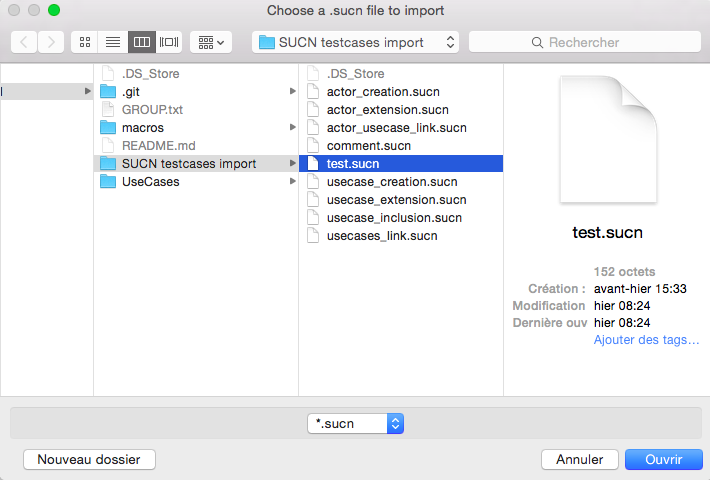 Choose a .sucn file to import
SUCN testcases import
Rechercher
.DS_Store
.git
GROUP.txt
macros
README.md
SUCN testcases import
UseCases
.DS_Store
actor_creation.sucn
actor_extension.sucn
actor_usecase_link.sucn
comment.sucn
test.sucn
usecase_creation.sucn
usecase_extension.sucn
usecase_inclusion.sucn
usecases_link.sucn
test.sucn
152 octets
Création : avant-hier 15:33
Modification hier 08:24
Dernière ouv hier 08:24
Ajouter des tags…
*.sucn
Nouveau dossier
Annuler
Ouvrir